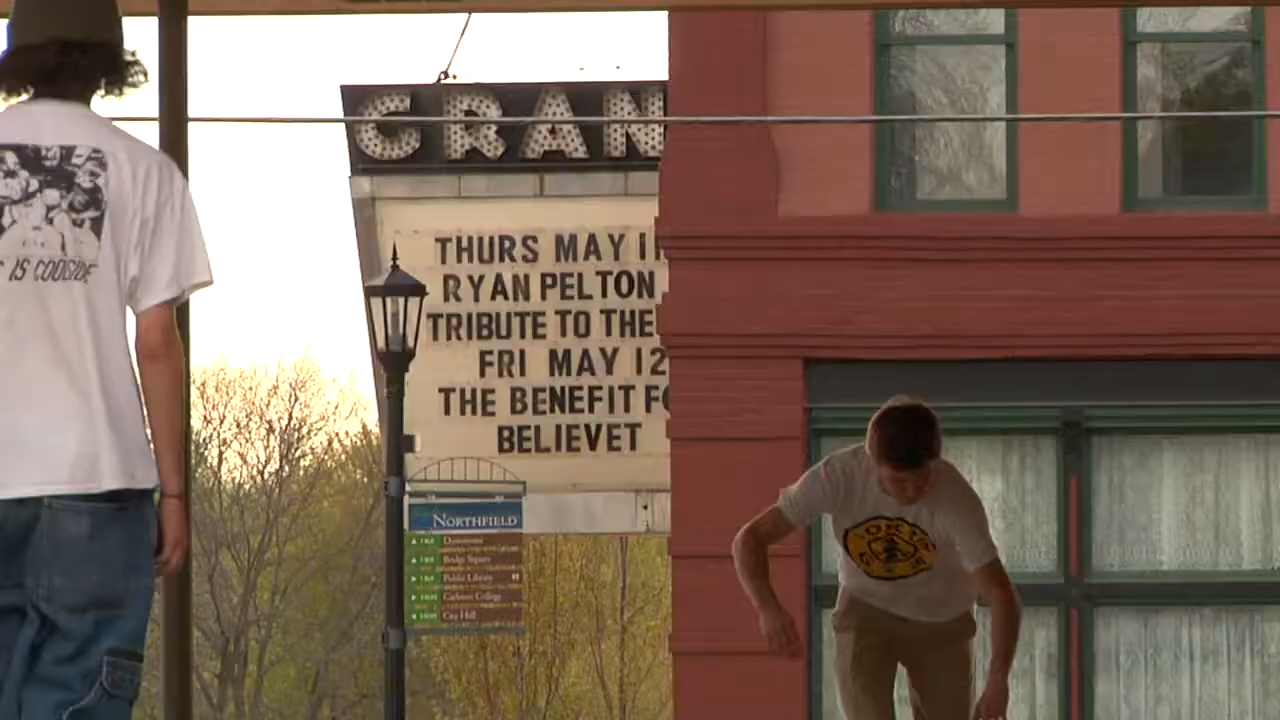 GRAN
THURS MAY 11
RYAN PELTON
TRIBUTE TO THE
FRI MAY 12
THE BENEFIT FO
BELIEVET
NORTHFIELD
Downtown
Bridge Square
Public Library
Carleton College
City Hall
IS COOL